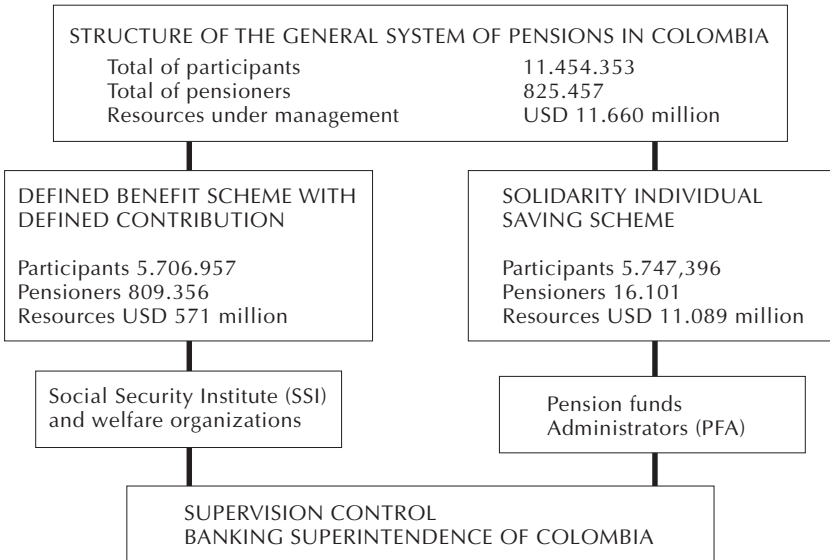 STRUCTURE OF THE GENERAL SYSTEM OF PENSIONS IN COLOMBIA
Total of participants 11.454.353
Total of pensioners 825.457
Resources under management USD 11.660 million
DEFINED BENEFIT SCHEME WITH
DEFINED CONTRIBUTION
Participants 5.706.957
Pensioners 809.356
Resources USD 571 million
SOLIDARITY INDIVIDUAL
SAVING SCHEME
Participants 5.747,396
Pensioners 16.101
Resources USD 11.089 million
Social Security Institute (SSI)
and welfare organizations
Pension funds
Administrators (PFA)
SUPERVISION CONTROL
BANKING SUPERINTENDENCE OF COLOMBIA